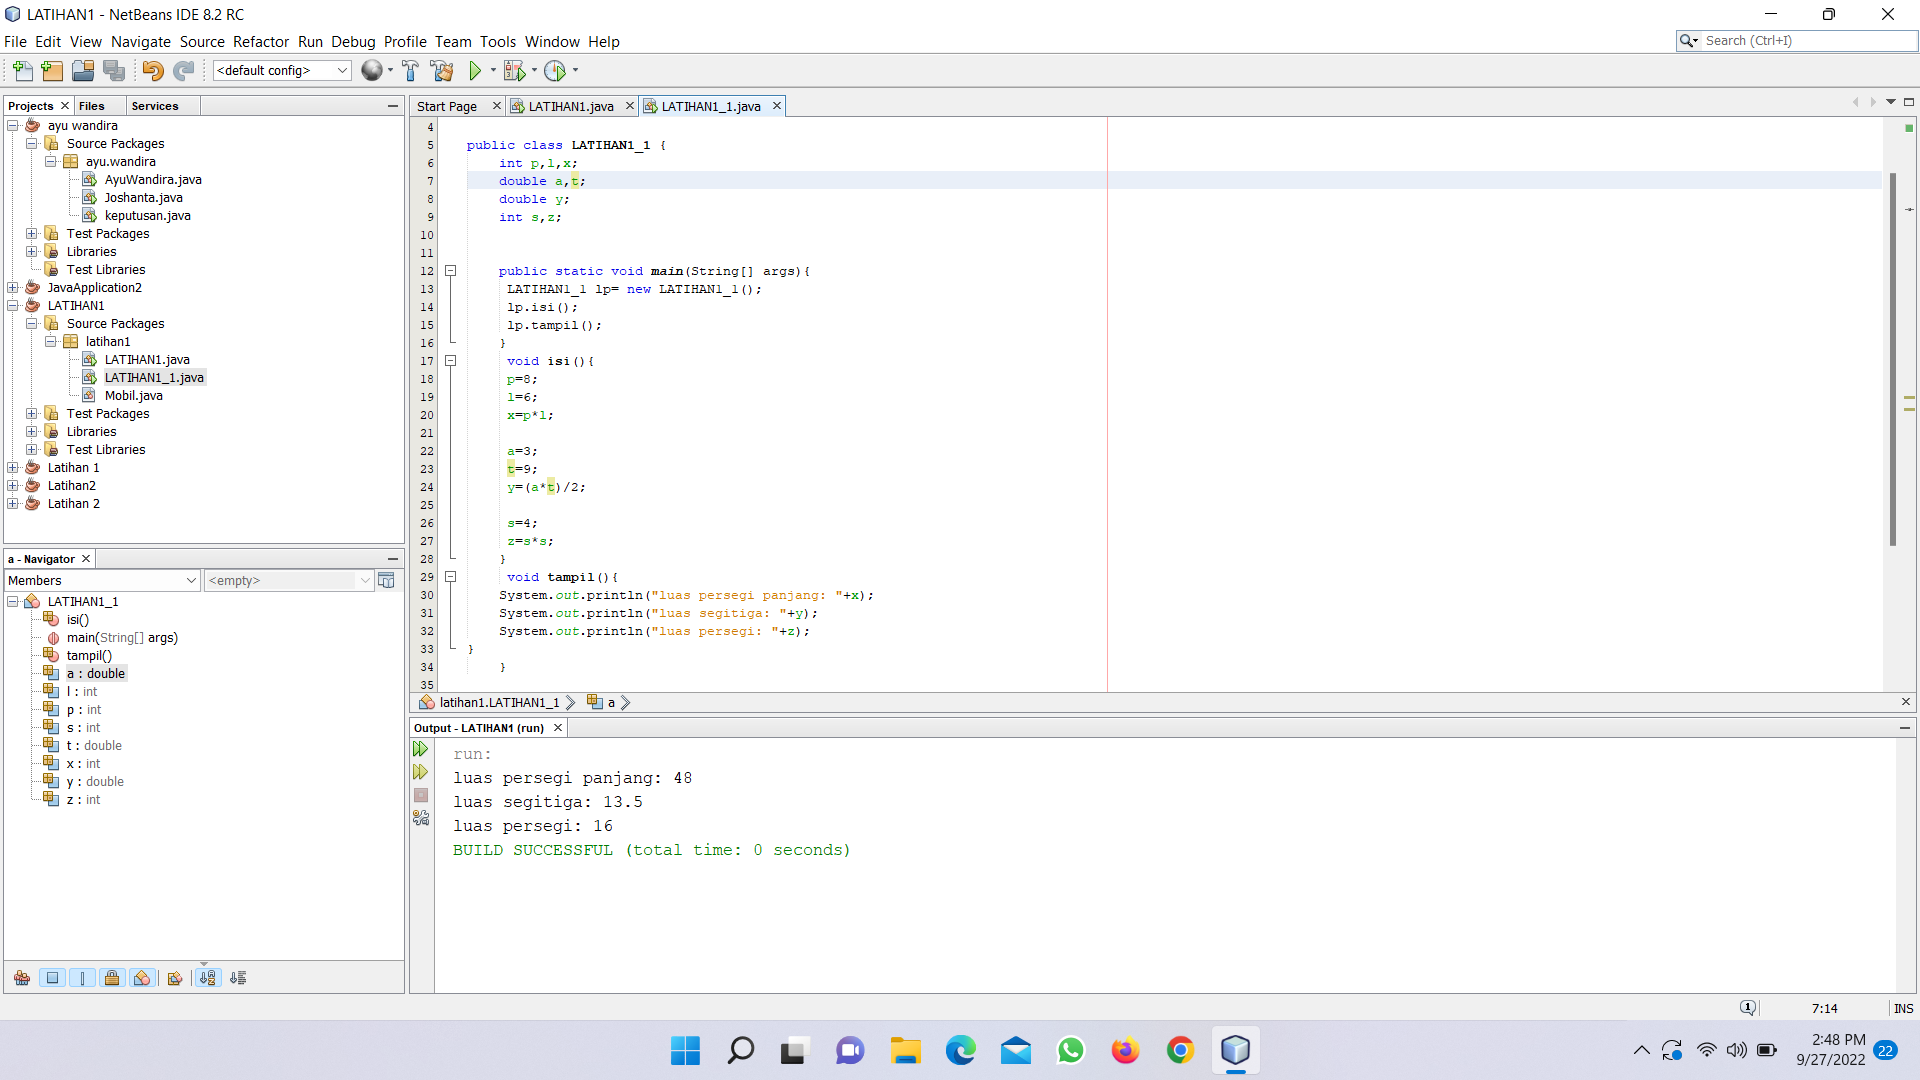 LATIHAN1 - NetBeans IDE 8.2 RC
File Edit View Navigate Source Refactor Run Debug Profile Team Tools Window Help
Search (Ctrl+I)
<default config>
Projects Files Services
ayu wandira
Source Packages
ayu.wandira
AyuWandira.java
Joshanta.java
keputusan.java
Test Packages
Libraries
Test Libraries
JavaApplication2
LATIHAN1
Source Packages
latihan1
LATIHAN1.java
LATIHAN1_1.java
Mobil.java
Test Packages
Libraries
Test Libraries
Latihan 1
Latihan2
Latihan 2
a - Navigator
Members <empty>
LATIHAN1_1
isi()
main(String[] args)
tampil()
a : double
l : int
p : int
s : int
t : double
x : int
y : double
z : int
Start Page LATIHAN1.java LATIHAN1_1.java
4
5 public class LATIHAN1_1 {
6 int p,l,x;
7 double a,t;
8 double y;
9 int s,z;
10
11
12 public static void main(String[] args){
13 LATIHAN1_1 lp= new LATIHAN1_1();
14 lp.isi();
15 lp.tampil();
16 }
17 void isi(){
18 p=8;
19 l=6;
20 x=p*l;
21
22 a=3;
23 t=9;
24 y=(a*t)/2;
25
26 s=4;
27 z=s*s;
28 }
29 void tampil(){
30 System.out.println("luas persegi panjang: "+x);
31 System.out.println("luas segitiga: "+y);
32 System.out.println("luas persegi: "+z);
33 }
34 }
35
latihan1.LATIHAN1_1 a
Output - LATIHAN1 (run)
run:
luas persegi panjang: 48
luas segitiga: 13.5
luas persegi: 16
BUILD SUCCESSFUL (total time: 0 seconds)
1 7:14 INS
2:48 PM
9/27/2022 22